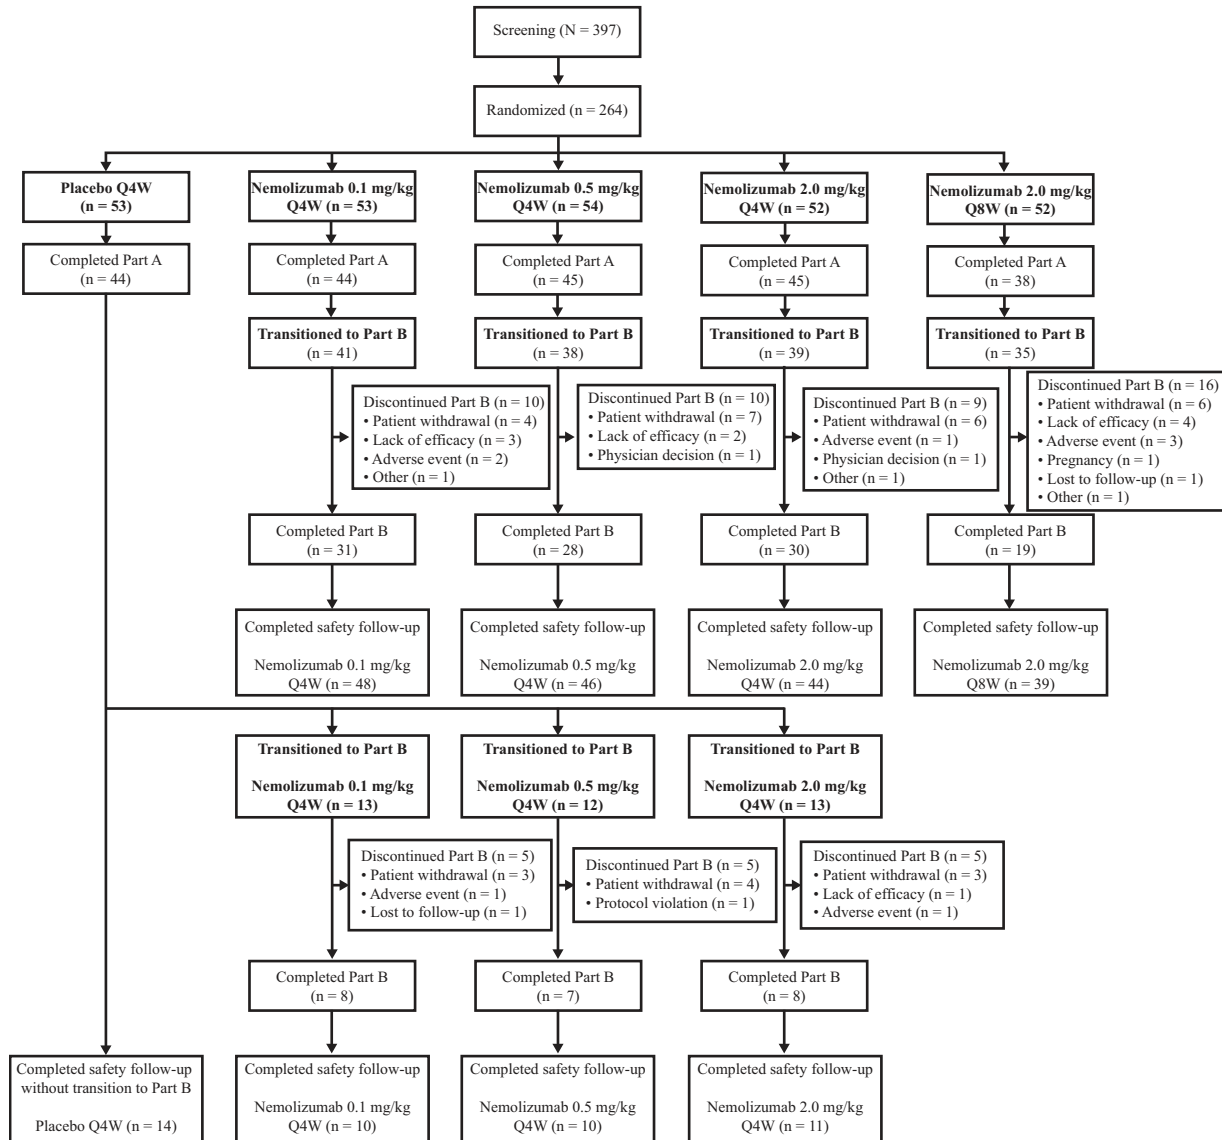 Screening (N = 397)
Randomized (n = 264)
Placebo Q4W
(n = 53)
Nemolizumab 0.1 mg/kg
Q4W (n = 53)
Nemolizumab 0.5 mg/kg
Q4W (n = 54)
Nemolizumab 2.0 mg/kg
Q4W (n = 52)
Nemolizumab 2.0 mg/kg
Q8W (n = 52)
Completed Part A
(n = 44)
Completed Part A
(n = 44)
Completed Part A
(n = 45)
Completed Part A
(n = 45)
Completed Part A
(n = 38)
Transitioned to Part B
(n = 41)
Transitioned to Part B
(n = 38)
Transitioned to Part B
(n = 39)
Transitioned to Part B
(n = 35)
Discontinued Part B (n = 10)
• Patient withdrawal (n = 4)
• Lack of efficacy (n = 3)
• Adverse event (n = 2)
• Other (n = 1)
Discontinued Part B (n = 10)
• Patient withdrawal (n = 7)
• Lack of efficacy (n = 2)
• Physician decision (n = 1)
Discontinued Part B (n = 9)
• Patient withdrawal (n = 6)
• Adverse event (n = 1)
• Physician decision (n = 1)
• Other (n = 1)
Discontinued Part B (n = 16)
• Patient withdrawal (n = 6)
• Lack of efficacy (n = 4)
• Adverse event (n = 3)
• Pregnancy (n = 1)
• Lost to follow-up (n = 1)
• Other (n = 1)
Completed Part B
(n = 31)
Completed Part B
(n = 28)
Completed Part B
(n = 30)
Completed Part B
(n = 19)
Completed safety follow-up
Nemolizumab 0.1 mg/kg
Q4W (n = 48)
Completed safety follow-up
Nemolizumab 0.5 mg/kg
Q4W (n = 46)
Completed safety follow-up
Nemolizumab 2.0 mg/kg
Q4W (n = 44)
Completed safety follow-up
Nemolizumab 2.0 mg/kg
Q8W (n = 39)
Transitioned to Part B
Nemolizumab 0.1 mg/kg
Q4W (n = 13)
Transitioned to Part B
Nemolizumab 0.5 mg/kg
Q4W (n = 12)
Transitioned to Part B
Nemolizumab 2.0 mg/kg
Q4W (n = 13)
Discontinued Part B (n = 5)
• Patient withdrawal (n = 3)
• Adverse event (n = 1)
• Lost to follow-up (n = 1)
Discontinued Part B (n = 5)
• Patient withdrawal (n = 4)
• Protocol violation (n = 1)
Discontinued Part B (n = 5)
• Patient withdrawal (n = 3)
• Lack of efficacy (n = 1)
• Adverse event (n = 1)
Completed Part B
(n = 8)
Completed Part B
(n = 7)
Completed Part B
(n = 8)
Completed safety follow-up
without transition to Part B
Placebo Q4W (n = 14)
Completed safety follow-up
Nemolizumab 0.1 mg/kg
Q4W (n = 10)
Completed safety follow-up
Nemolizumab 0.5 mg/kg
Q4W (n = 10)
Completed safety follow-up
Nemolizumab 2.0 mg/kg
Q4W (n = 11)